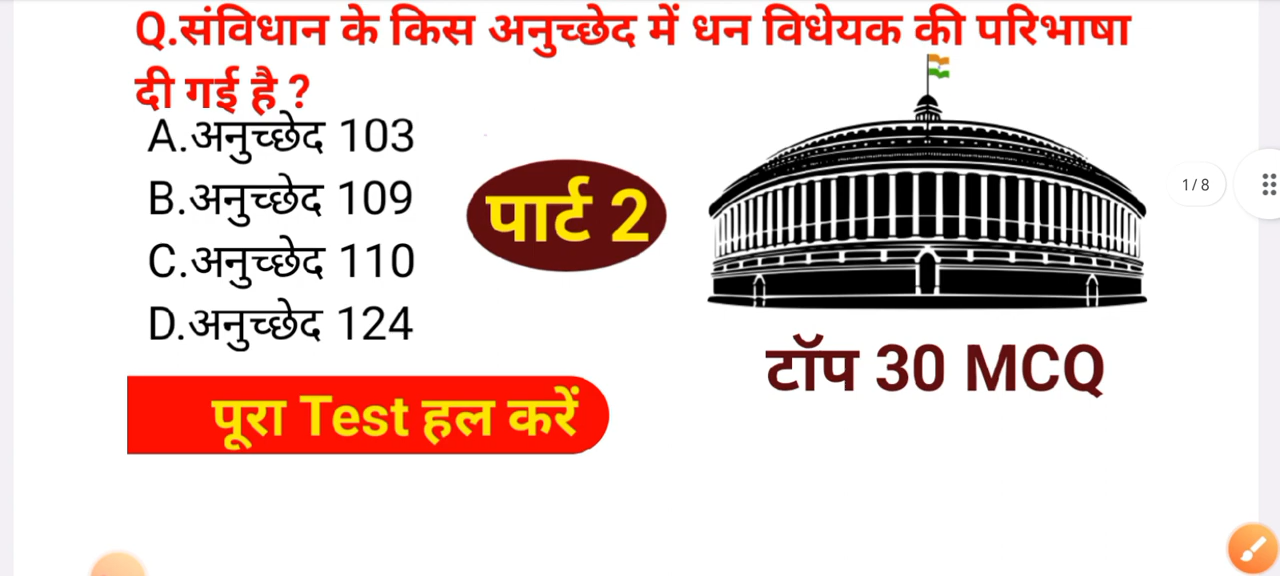 Q.संविधान के किस अनुच्छेद में धन विधेयक की परिभाषा
दी गई है ?
A.अनुच्छेद 103
B.अनुच्छेद 109
C.अनुच्छेद 110
D.अनुच्छेद 124
पार्ट 2
1/8
टॉप 30 MCQ
पूरा Test हल करें